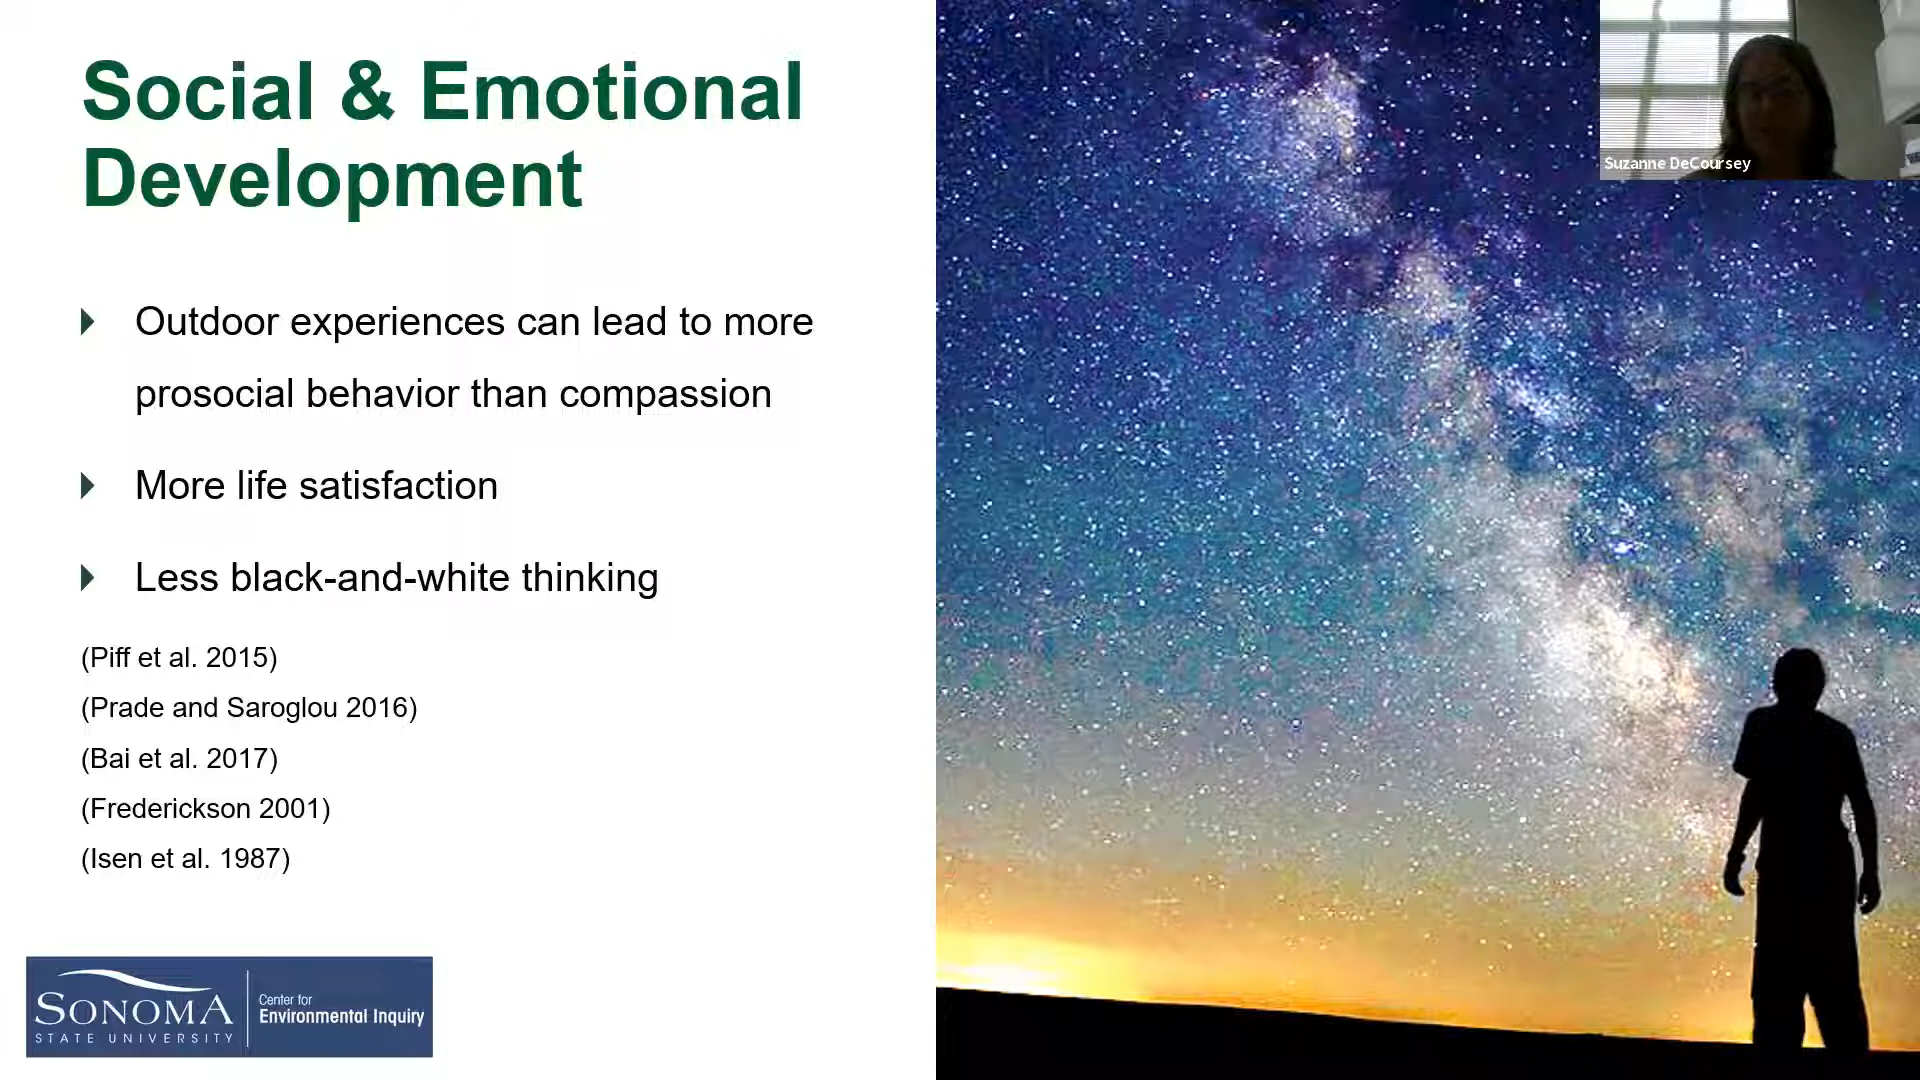 Social & Emotional
Development
Outdoor experiences can lead to more
prosocial behavior than compassion
More life satisfaction
Less black-and-white thinking
(Piff et al. 2015)
(Prade and Saroglou 2016)
(Bai et al. 2017)
(Frederickson 2001)
(Isen et al. 1987)
SONOMA
STATE UNIVERSITY
Center for
Environmental Inquiry
Suzanne DeCoursey